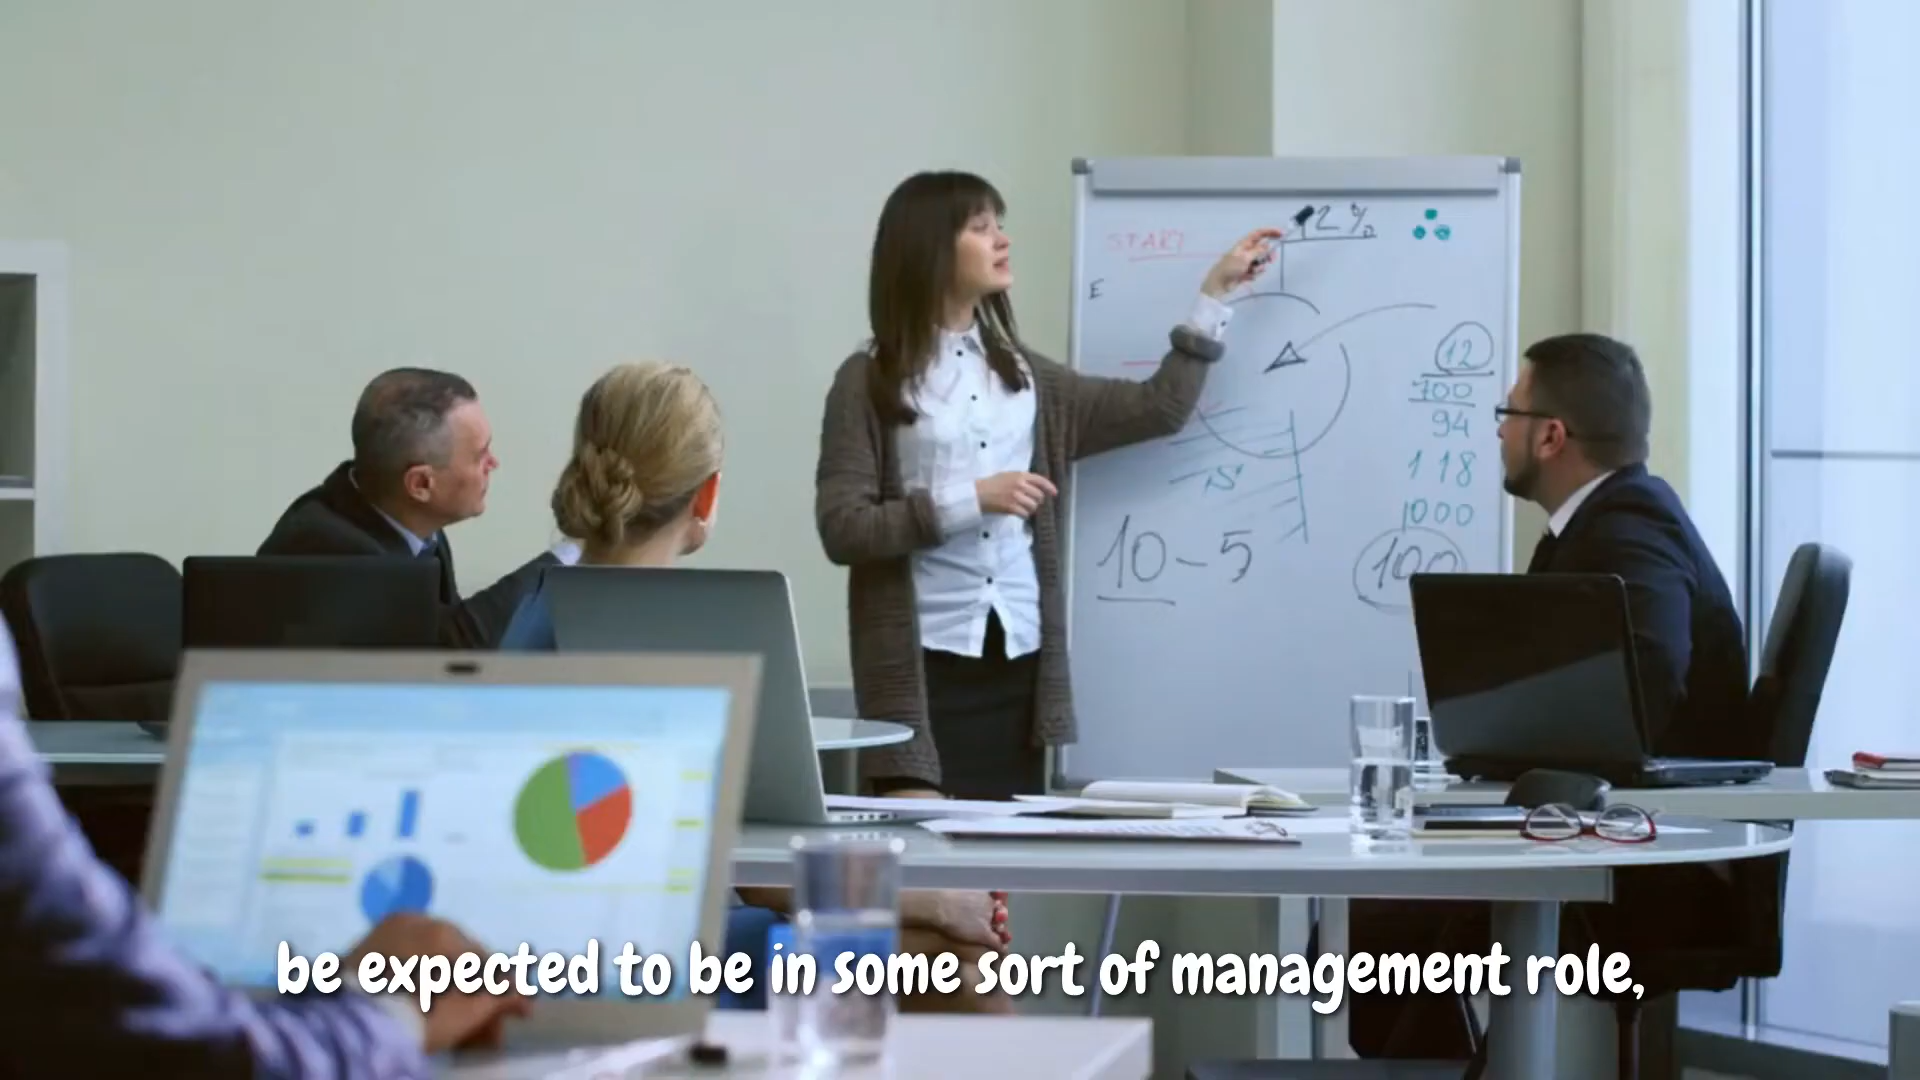 START
2%
E
12
700
94
118
1000
10-5
100
be expected to be in some sort of management role,